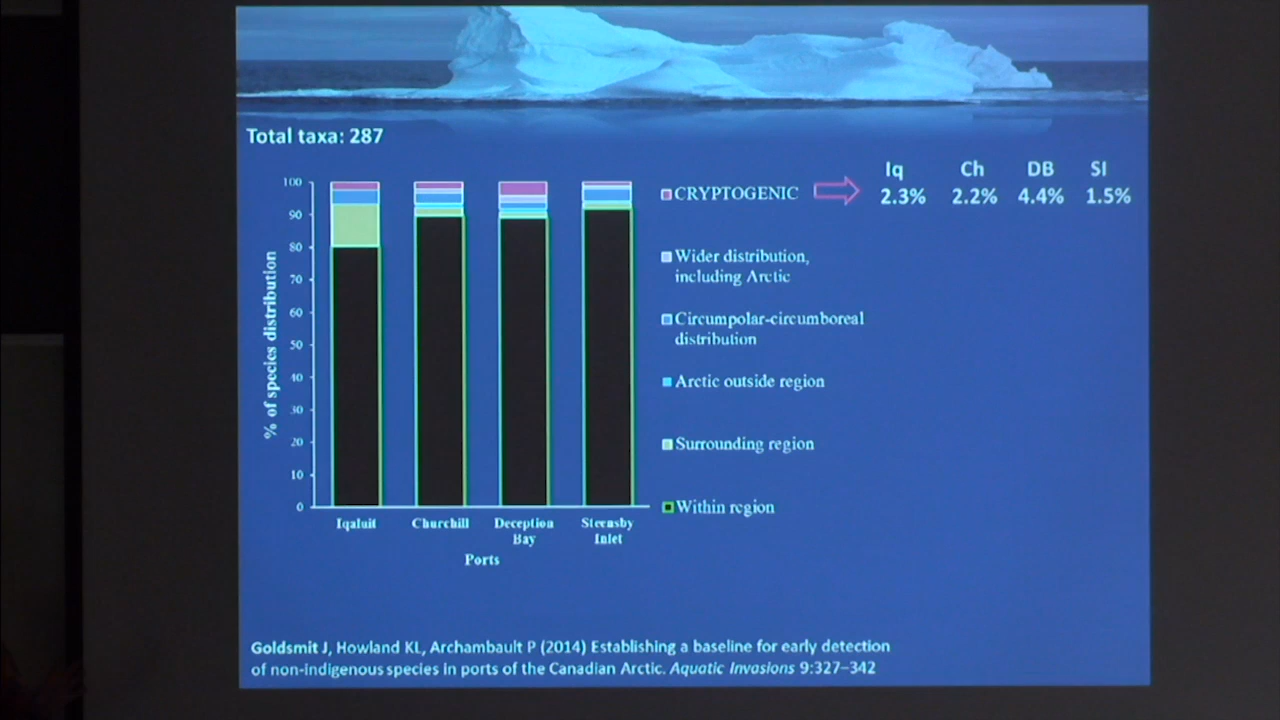 Total taxa: 287
Iq Ch DB SI
CRYPTOGENIC 2.3% 2.2% 4.4% 1.5%
Wider distribution,
including Arctic
Circumpolar-circumboreal
distribution
Arctic outside region
Surrounding region
Within region
% of species distribution
100
90
80
70
60
50
40
30
20
10
0
Iqaluit Churchill Deception Steensby
Bay Inlet
Ports
Goldsmit J, Howland KL, Archambault P (2014) Establishing a baseline for early detection
of non-indigenous species in ports of the Canadian Arctic. Aquatic Invasions 9:327–342